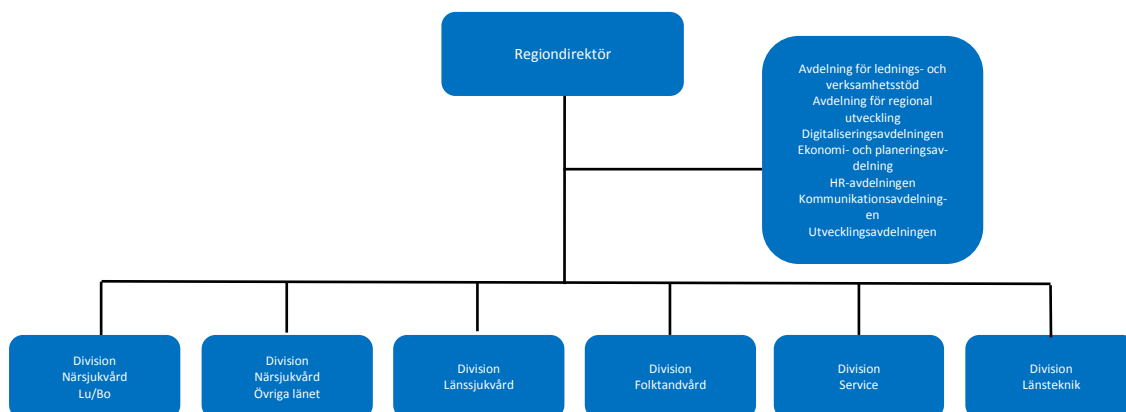 Regiondirektör
Avdelning för lednings- och
verksamhetsstöd
Avdelning för regional
utveckling
Digitaliseringsavdelningen
Ekonomi- och planeringsav-
delning
HR-avdelningen
Kommunikationsavdelning-
en
Utvecklingsavdelningen
Division
Närsjukvård
Lu/Bo
Division
Närsjukvård
Övriga länet
Division
Länssjukvård
Division
Folktandvård
Division
Service
Division
Länsteknik